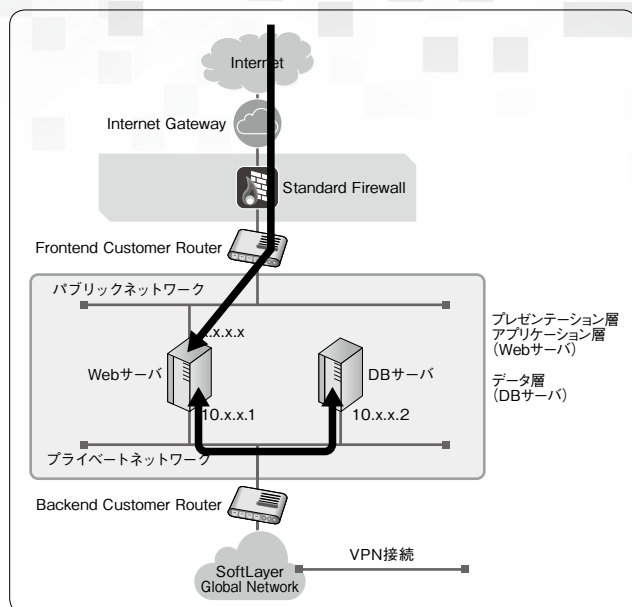 Internet
Internet Gateway
Standard Firewall
Frontend Customer Router
パブリックネットワーク
.x.x.x
Webサーバ
DBサーバ
10.x.x.1
10.x.x.2
プライベートネットワーク
Backend Customer Router
SoftLayer
Global Network
VPN接続
プレゼンテーション層
アプリケーション層
(Webサーバ)
データ層
(DBサーバ)